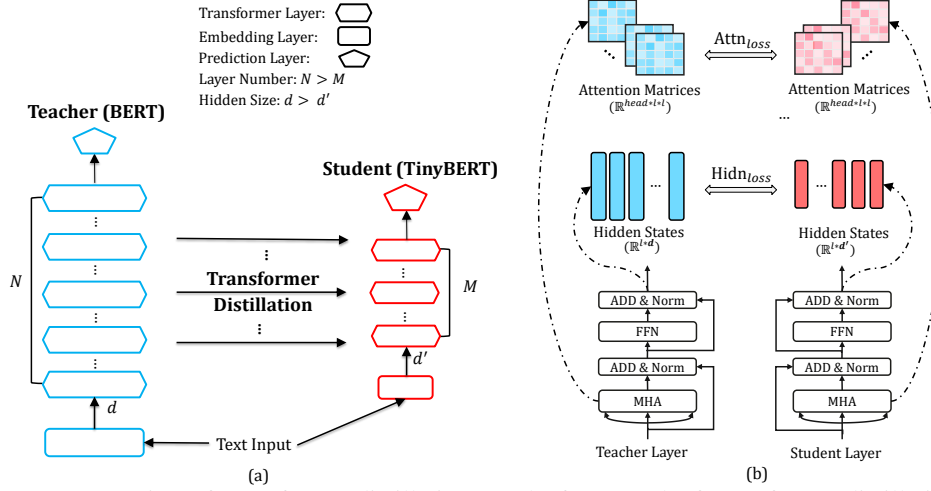 Transformer Layer:
Embedding Layer:
Prediction Layer:
Layer Number: N > M
Hidden Size: d > d′
Teacher (BERT)
Student (TinyBERT)
N
⋮
⋮
⋮
⋮
⋮
Transformer
Distillation
⋮
⋮
⋮
M
d
d′
Text Input
(a)
Attn_loss
⋱
⋰
Attention Matrices
(ℝ^{head∗l∗l})
Attention Matrices
(ℝ^{head∗l∗l})
...
Hidn_loss
...
...
Hidden States
(ℝ^{l∗d})
Hidden States
(ℝ^{l∗d′})
ADD & Norm
FFN
ADD & Norm
MHA
Teacher Layer
ADD & Norm
FFN
ADD & Norm
MHA
Student Layer
(b)